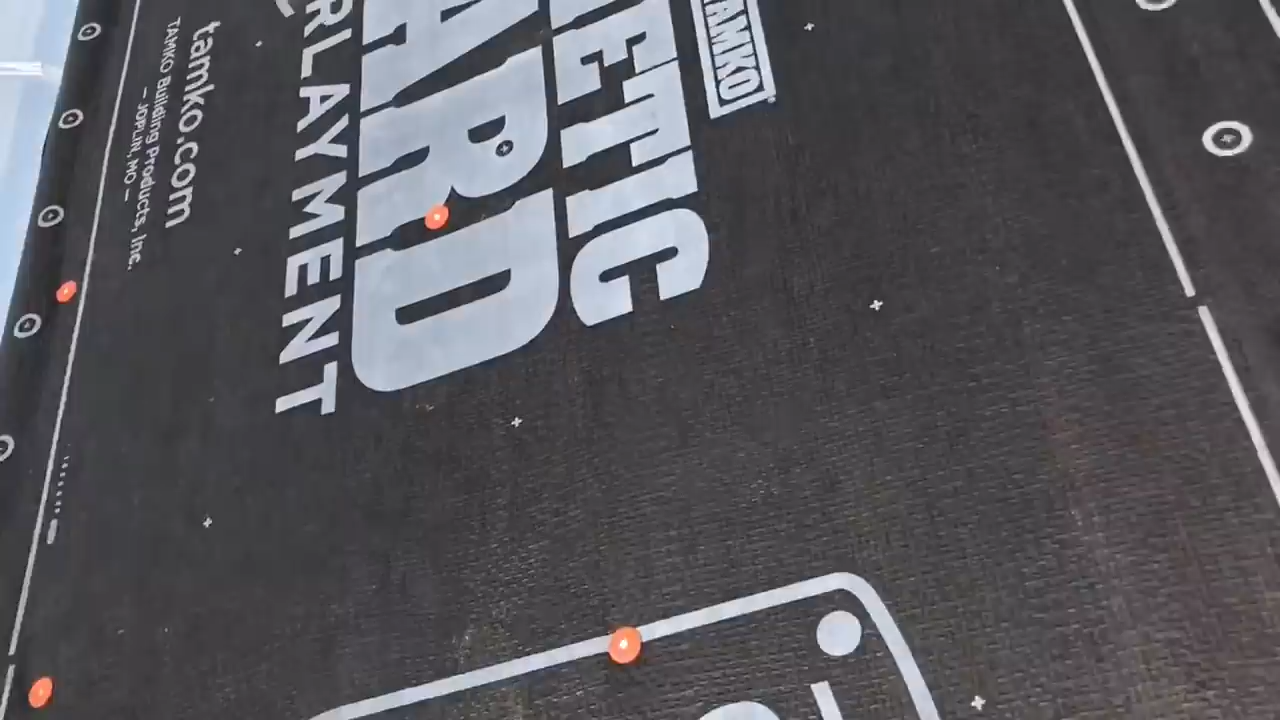 TAMKO
ETIC
ARD
RLAYMENT
tamko.com
TAMKO Building Products, Inc.
– JOPLIN, MO –